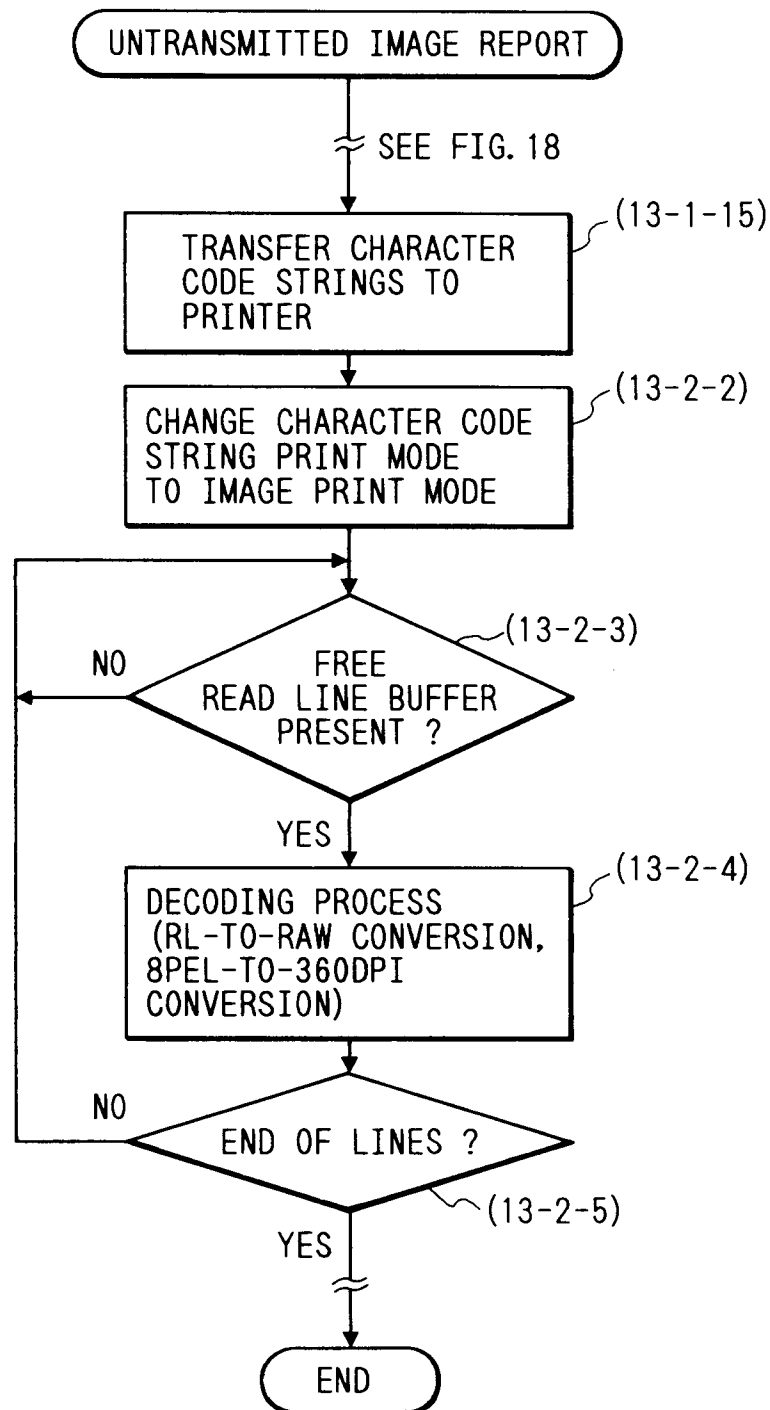 UNTRANSMITTED IMAGE REPORT
SEE FIG. 18
(13-1-15)
TRANSFER CHARACTER
CODE STRINGS TO
PRINTER
(13-2-2)
CHANGE CHARACTER CODE
STRING PRINT MODE
TO IMAGE PRINT MODE
(13-2-3)
NO
FREE
READ LINE BUFFER
PRESENT ?
YES
(13-2-4)
DECODING PROCESS
(RL-TO-RAW CONVERSION,
8PEL-TO-360DPI
CONVERSION)
NO
END OF LINES ?
(13-2-5)
YES
END